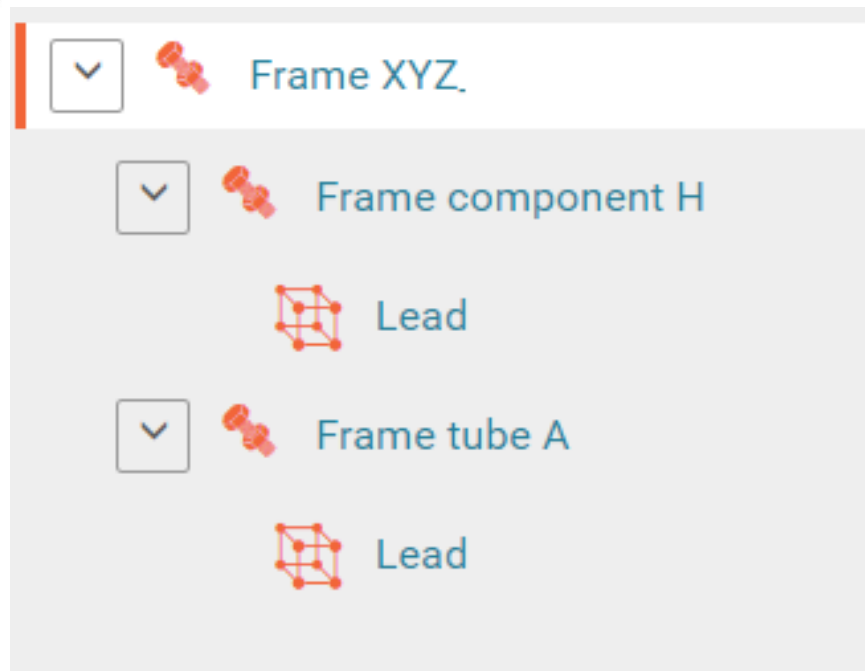 Frame XYZ.
Frame component H
Lead
Frame tube A
Lead